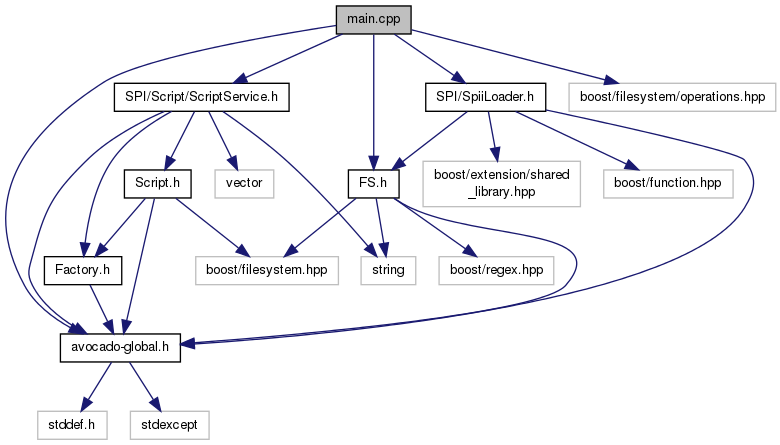 main.cpp
SPI/Script/ScriptService.h
SPI/SpiiLoader.h
boost/filesystem/operations.hpp
Script.h
vector
FS.h
boost/extension/shared
_library.hpp
boost/function.hpp
Factory.h
boost/filesystem.hpp
string
boost/regex.hpp
avocado-global.h
stddef.h
stdexcept